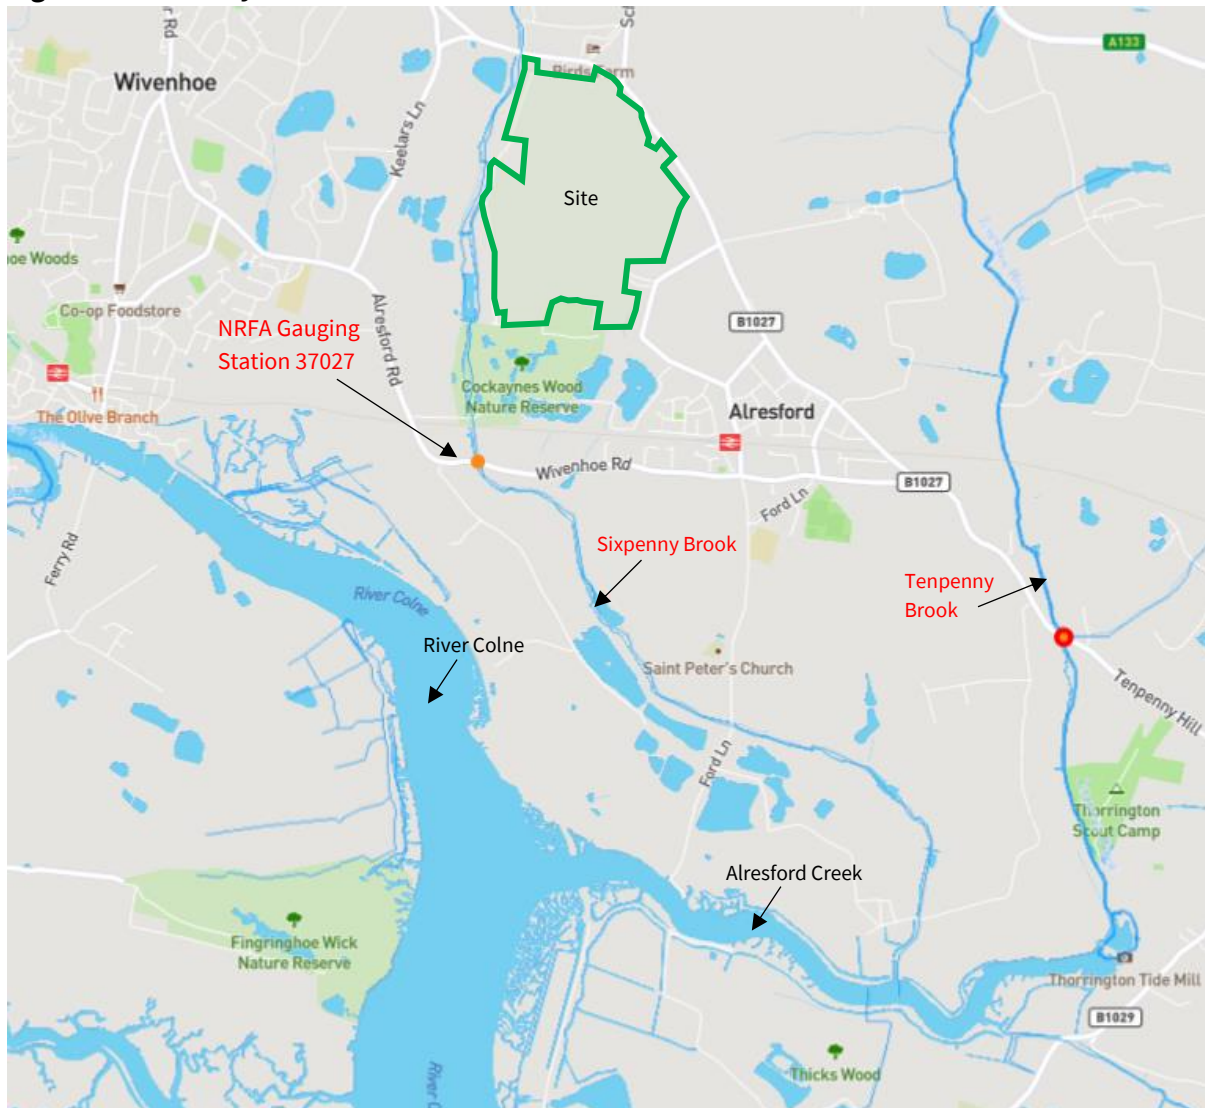 A133
Birds Farm
Wivenhoe
Keelars Ln
Site
oe Woods
Co-op Foodstore
NRFA Gauging
Station 37027
Alresford Rd
B1027
Cockaynes Wood
Nature Reserve
Alresford
The Olive Branch
Wivenhoe Rd
B1027
Ford Ln
Ferry Rd
Sixpenny Brook
Tenpenny
Brook
River Colne
River Colne
Saint Peter's Church
Tenpenny Hill
Ford Ln
Thorrington
Scout Camp
Alresford Creek
Fingringhoe Wick
Nature Reserve
Thorrington Tide Mill
B1029
Thicks Wood
River C